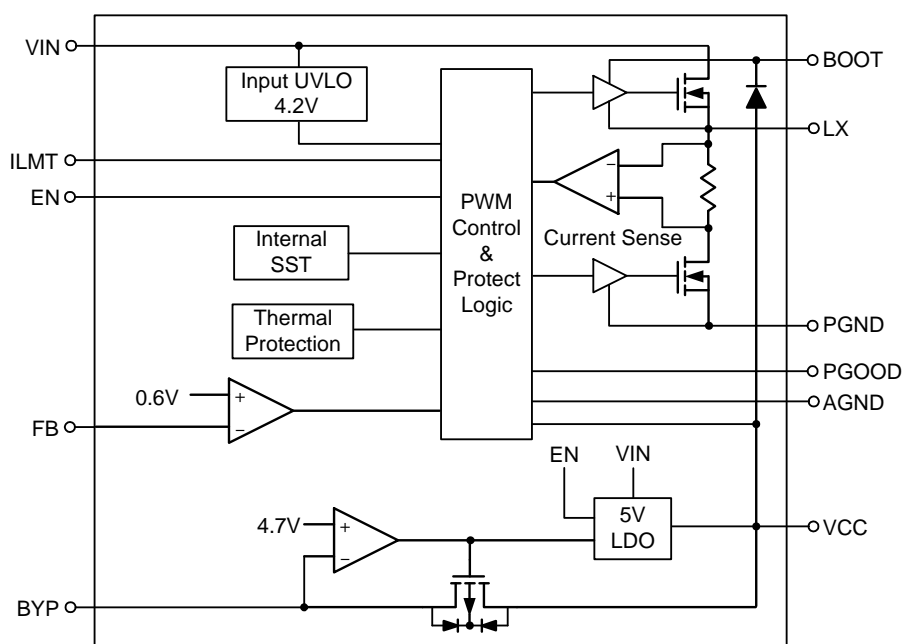 VIN
BOOT
Input UVLO
4.2V
LX
ILMT
EN
PWM
Control
&
Protect
Logic
−
+
Current Sense
Internal
SST
Thermal
Protection
PGND
PGOOD
AGND
0.6V
+
−
FB
EN
VIN
5V
LDO
VCC
4.7V
+
−
BYP